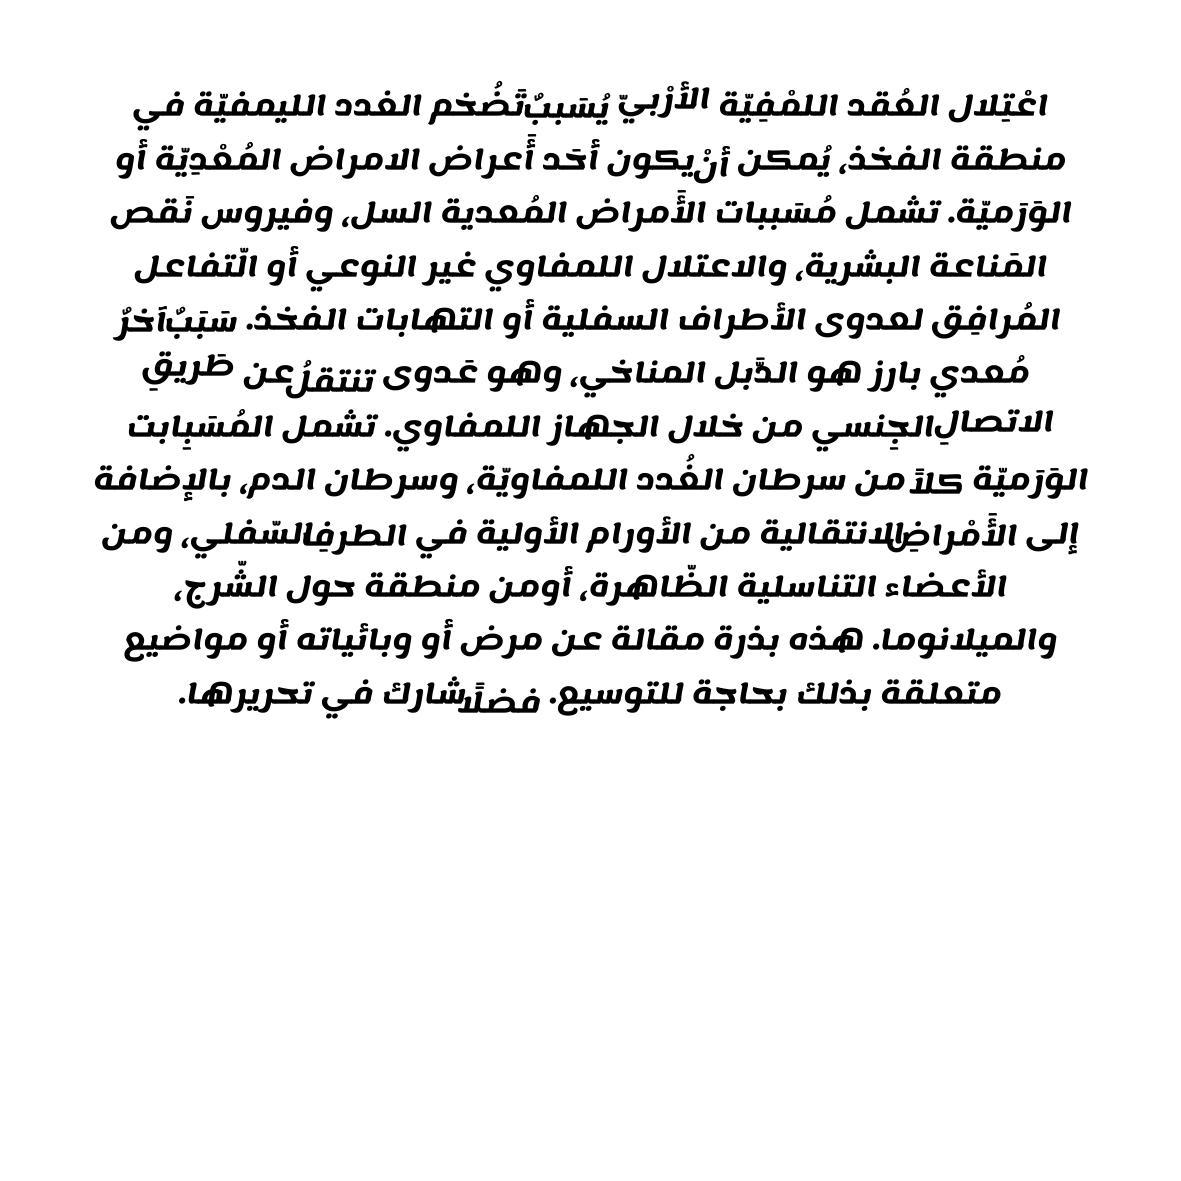 اعْتِلال العُقد اللمْفِيّة الأرْبيّ يُسَببٌ تَضُخم الغدد الليمفيّة في
منطقة الفخذ، يُمكن أنْ يكون أحَد أَعراض الامراض المُعْدِيّة أو
الوَرَميّة. تشمل مُسَببات الأَمراض المُعدية السل، وفيروس نَقص
المَناعة البشرية، والاعتلال اللمفاوي غير النوعي أو الّتفاعل
المُرافِق لعدوى الأطراف السفلية أو التهابات الفخذ. سَبَبٌ اَخرٌ
مُعدي بارز هو الدَّبل المناخي، وهو عَدوى تنتقلُ عن طَريقِ
الاتصالِ الجِنسي من خلال الجهاز اللمفاوي. تشمل المُسَبِابت
الوَرَميّة كلاً من سرطان الغُدد اللمفاويّة، وسرطان الدم، بالإضافة
إلى الأَمْراضِ الانتقالية من الأورام الأولية في الطرفِ السّفلي، ومن
الأعضاء التناسلية الظّاهرة، أومن منطقة حول الشّرج،
والميلانوما. هذه بذرة مقالة عن مرض أو وبائياته أو مواضيع
متعلقة بذلك بحاجة للتوسيع. فضلًا شارك في تحريرها.